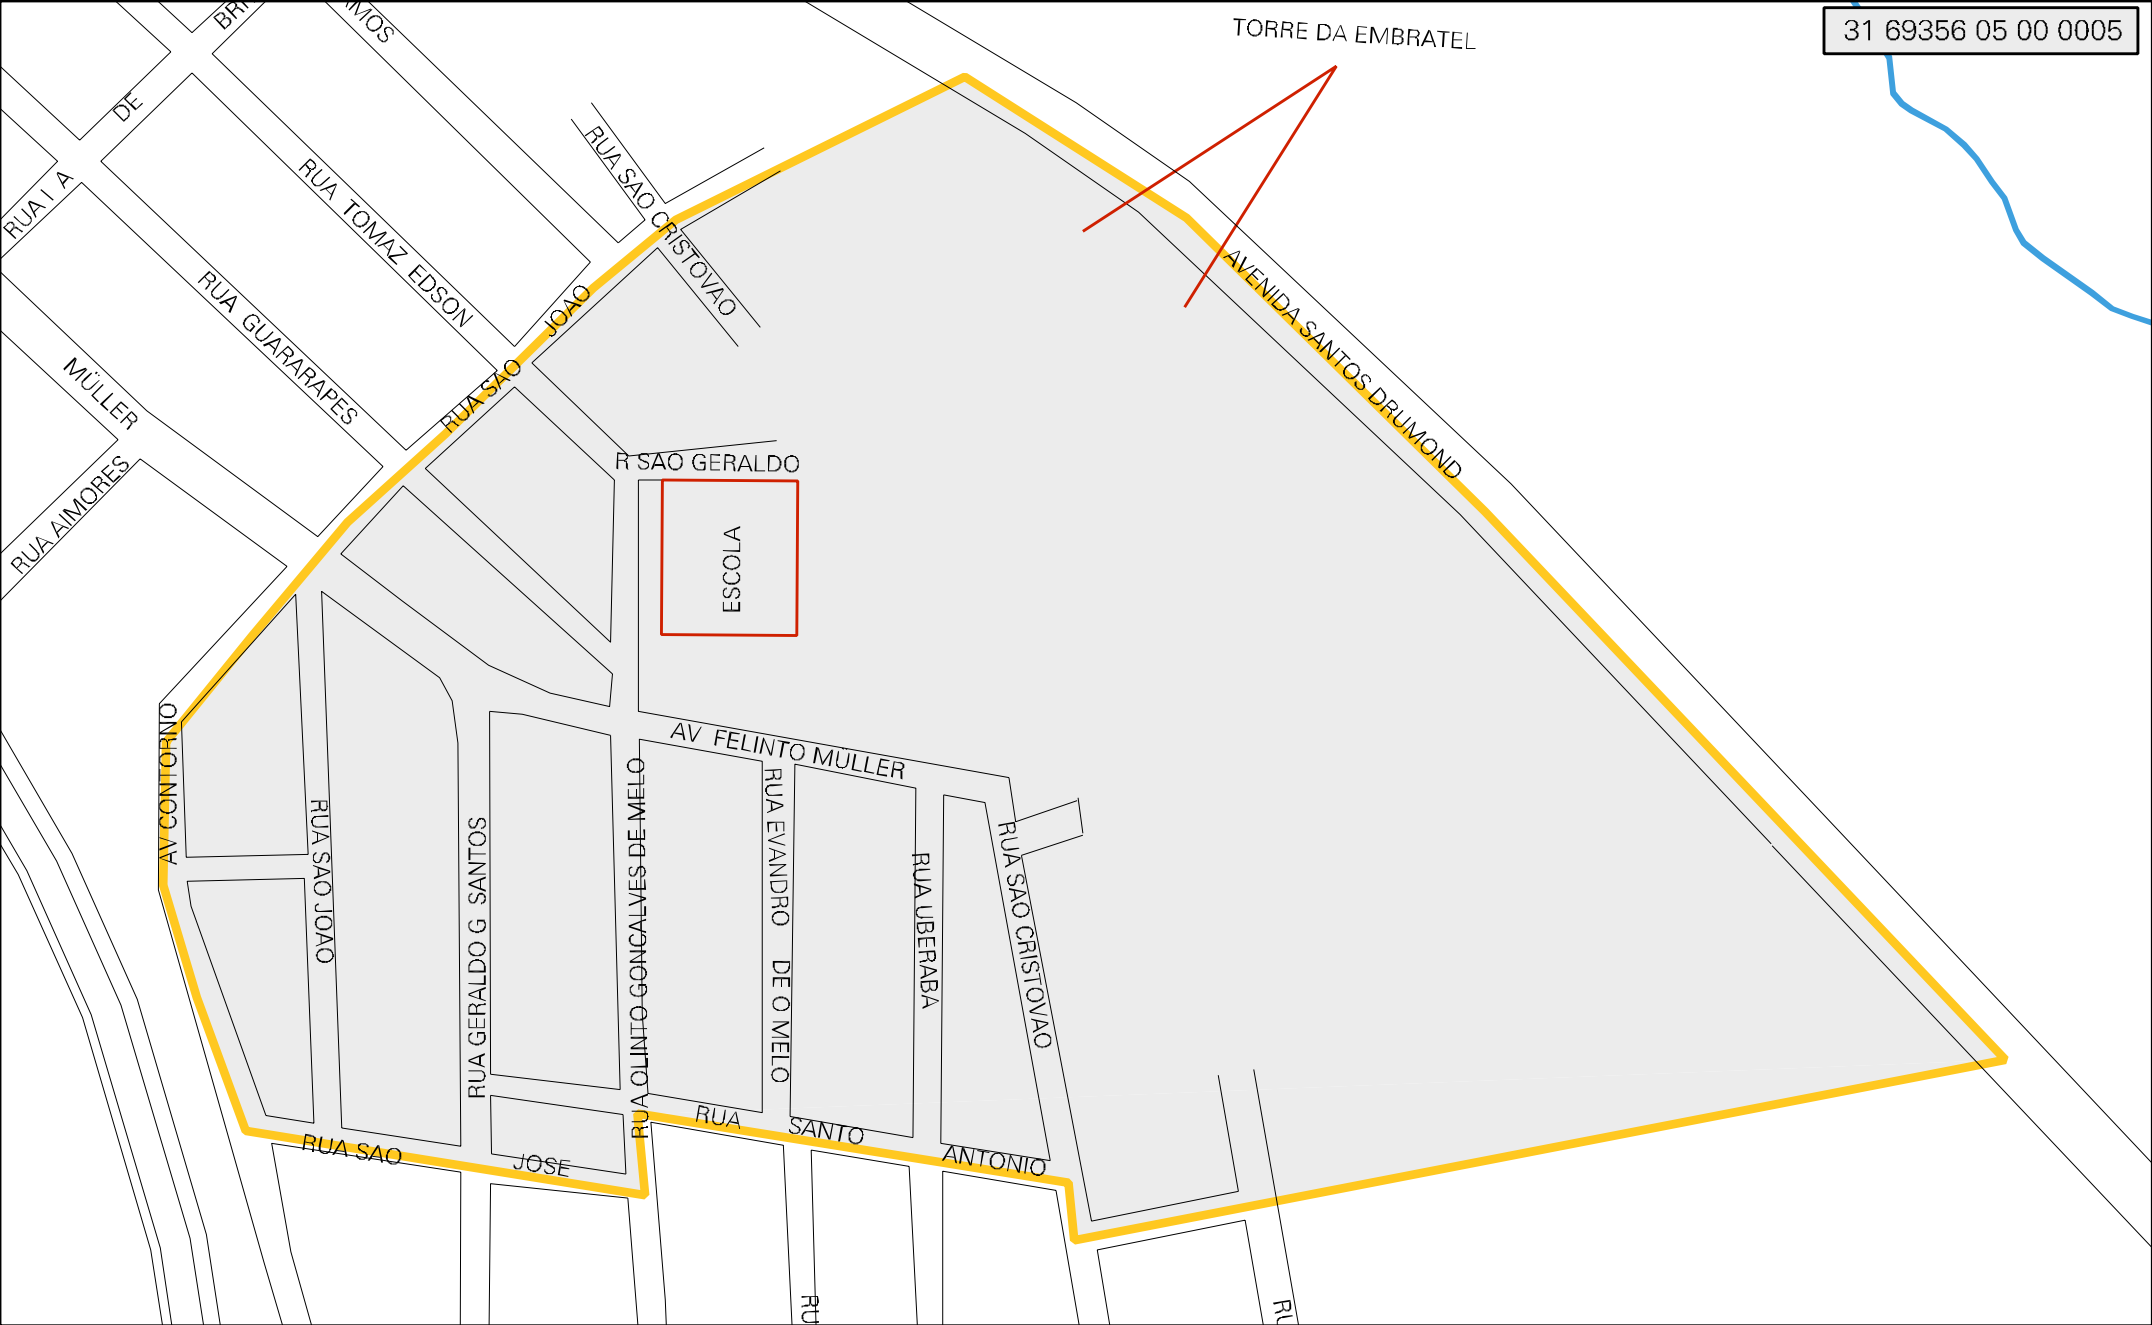 TORRE DA EMBRATEL
31 69356 05 00 0005
DE
RUA SAO CRISTOVAO
RUA TOMAZ EDSON
RUA I A
RUA GUARARAPES
RUA SAO JOAO
AVENIDA SANTOS DRUMOND
MÜLLER
RUA AIMORES
R SAO GERALDO
ESCOLA
AV CONTORNO
AV FELINTO MÜLLER
RUA SAO JOAO
RUA GERALDO G SANTOS
RUA OLINTO GONCALVES DE MELO
RUA EVANDRO DE O MELO
RUA UBERABA
RUA SAO CRISTOVAO
RUA SANTO ANTONIO
RUA SAO JOSE
RU
RU